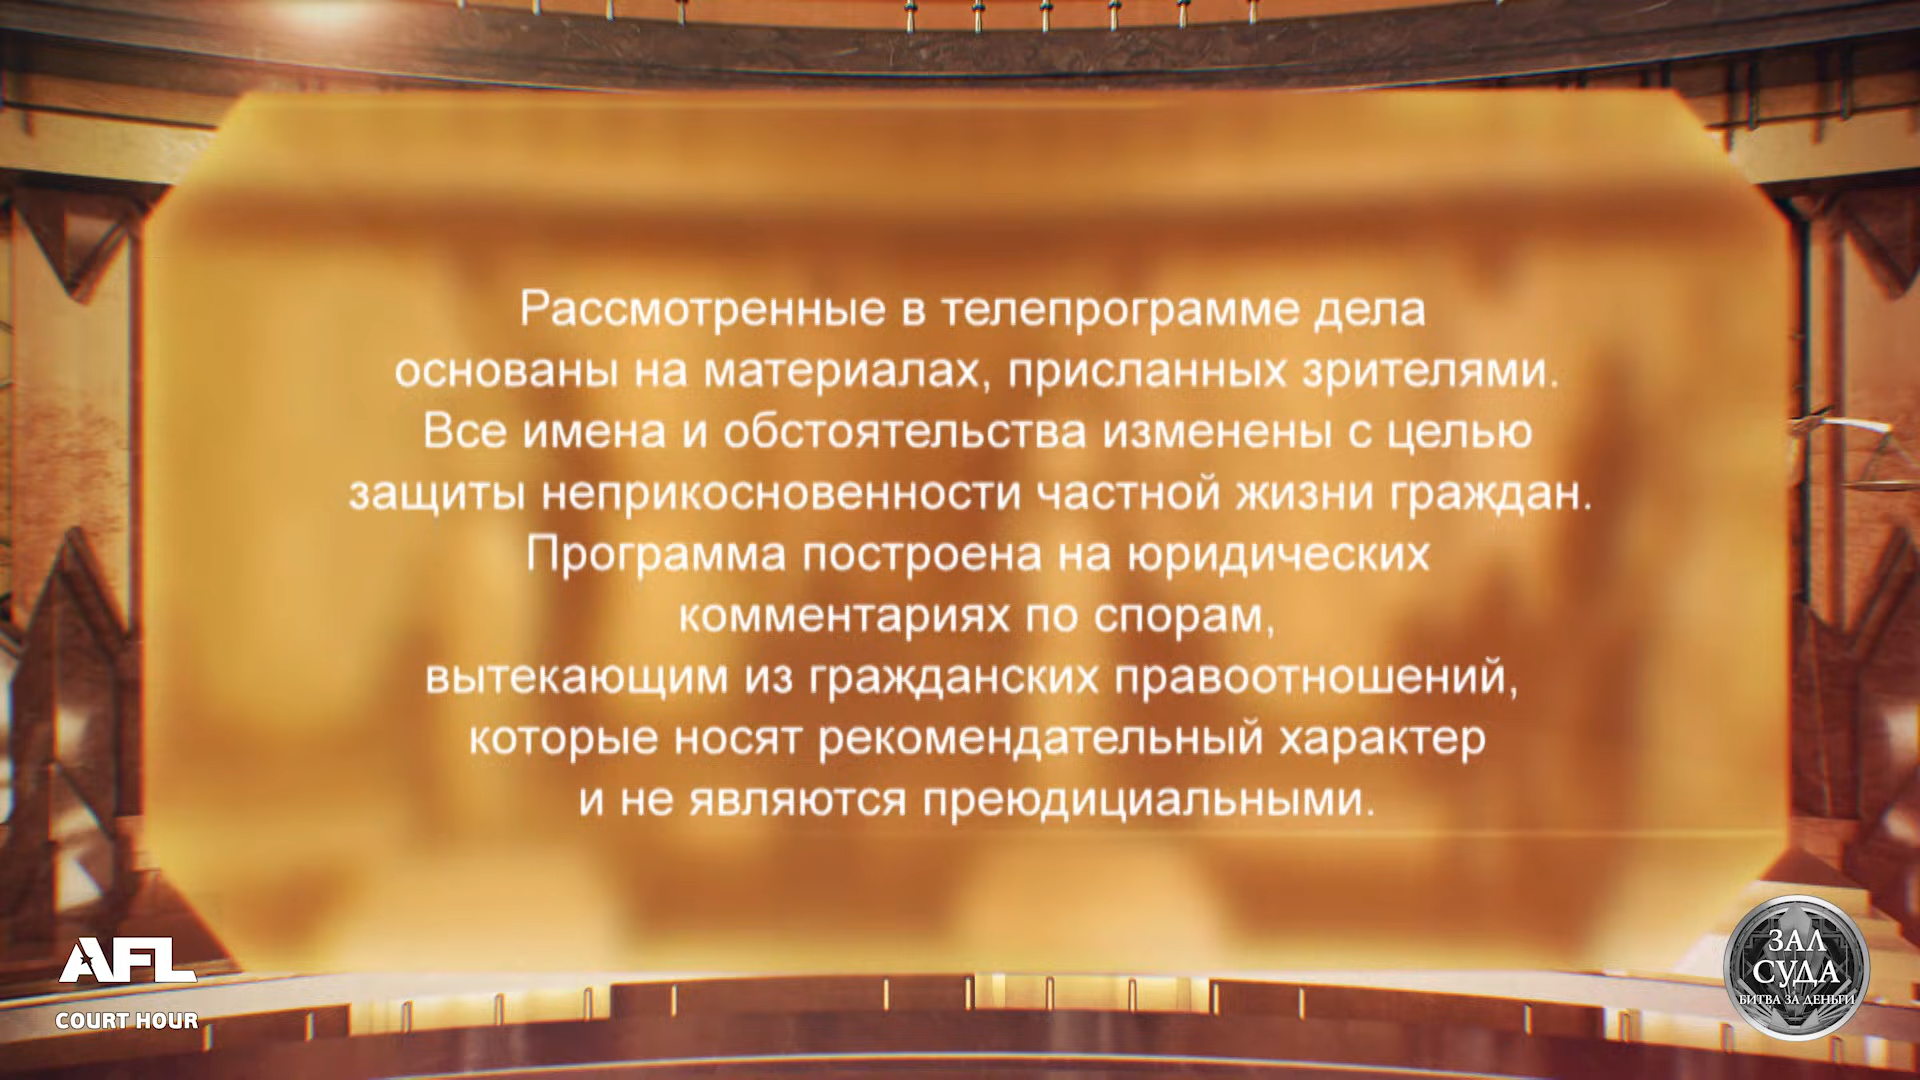 Рассмотренные в телепрограмме дела
основаны на материалах, присланных зрителями.
Все имена и обстоятельства изменены с целью
защиты неприкосновенности частной жизни граждан.
Программа построена на юридических
комментариях по спорам,
вытекающим из гражданских правоотношений,
которые носят рекомендательный характер
и не являются преюдициальными.
AFL
COURT HOUR
ЗАЛ
СУДА
БИТВА ЗА ДЕНЬГИ